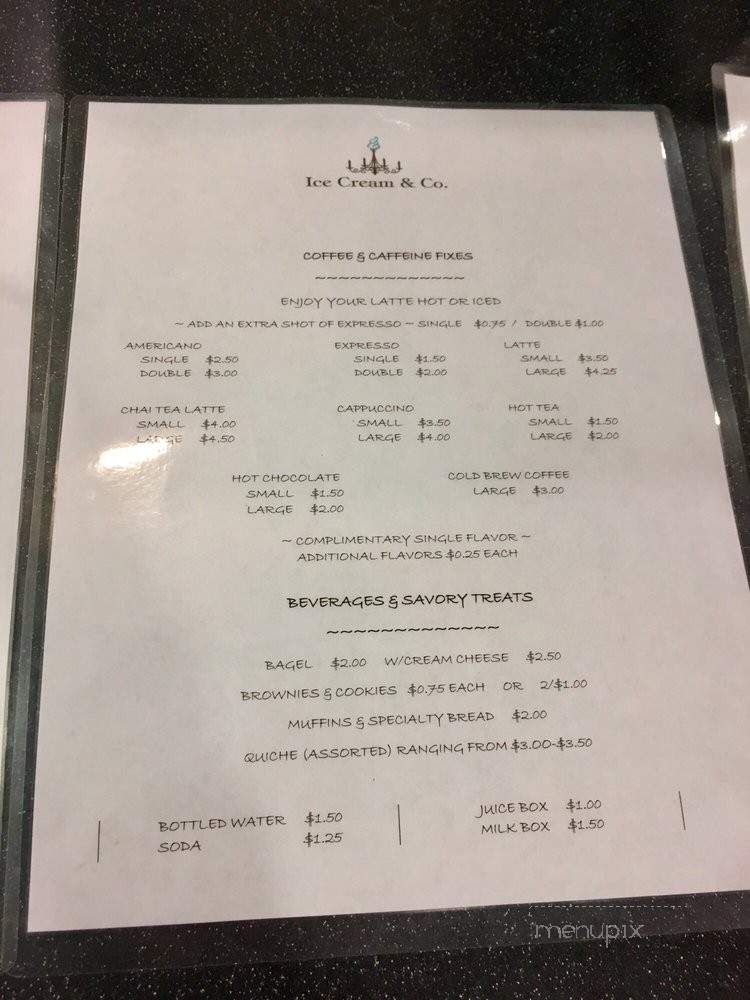 Ice Cream & Co.
COFFEE & CAFFEINE FIXES
~~~~~~~~~~~~~
ENJOY YOUR LATTE HOT OR ICED
~ ADD AN EXTRA SHOT OF EXPRESSO ~ SINGLE $0.75 / DOUBLE $1.00
AMERICANO
SINGLE $2.50
DOUBLE $3.00
EXPRESSO
SINGLE $1.50
DOUBLE $2.00
LATTE
SMALL $3.50
LARGE $4.25
CHAI TEA LATTE
SMALL $4.00
LARGE $4.50
CAPPUCCINO
SMALL $3.50
LARGE $4.00
HOT TEA
SMALL $1.50
LARGE $2.00
HOT CHOCOLATE
SMALL $1.50
LARGE $2.00
COLD BREW COFFEE
LARGE $3.00
~ COMPLIMENTARY SINGLE FLAVOR ~
ADDITIONAL FLAVORS $0.25 EACH
BEVERAGES & SAVORY TREATS
~~~~~~~~~~~~~
BAGEL $2.00 W/CREAM CHEESE $2.50
BROWNIES & COOKIES $0.75 EACH OR 2/$1.00
MUFFINS & SPECIALTY BREAD $2.00
QUICHE (ASSORTED) RANGING FROM $3.00-$3.50
BOTTLED WATER $1.50
SODA $1.25
JUICE BOX $1.00
MILK BOX $1.50
menupix